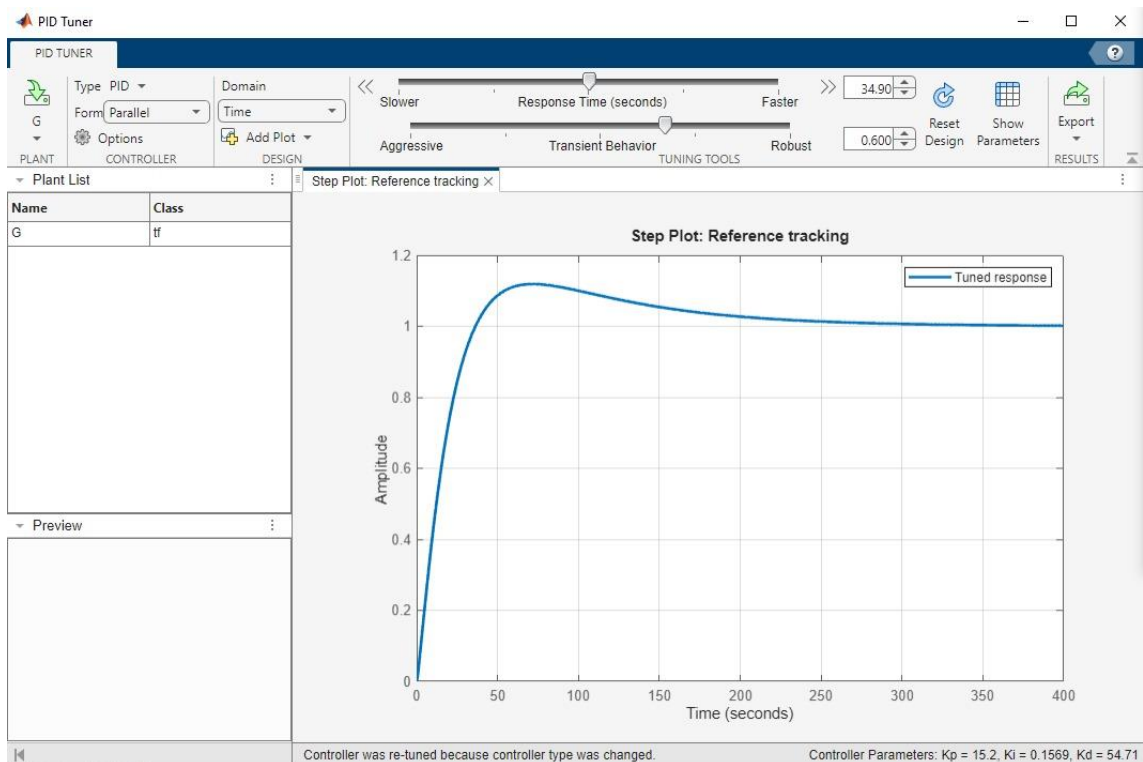 PID Tuner
PID TUNER
?
G
PLANT
Type PID
Form Parallel
Options
CONTROLLER
Domain
Time
Add Plot
DESIGN
Slower Response Time (seconds) Faster
34.90
Aggressive Transient Behavior Robust
0.600
TUNING TOOLS
Reset
Design
Show
Parameters
Export
RESULTS
Plant List
Name Class
G tf
Preview
Step Plot: Reference tracking
Step Plot: Reference tracking
Tuned response
Amplitude
1.2
1
0.8
0.6
0.4
0.2
0
0 50 100 150 200 250 300 350 400
Time (seconds)
Controller was re-tuned because controller type was changed.
Controller Parameters: Kp = 15.2, Ki = 0.1569, Kd = 54.71